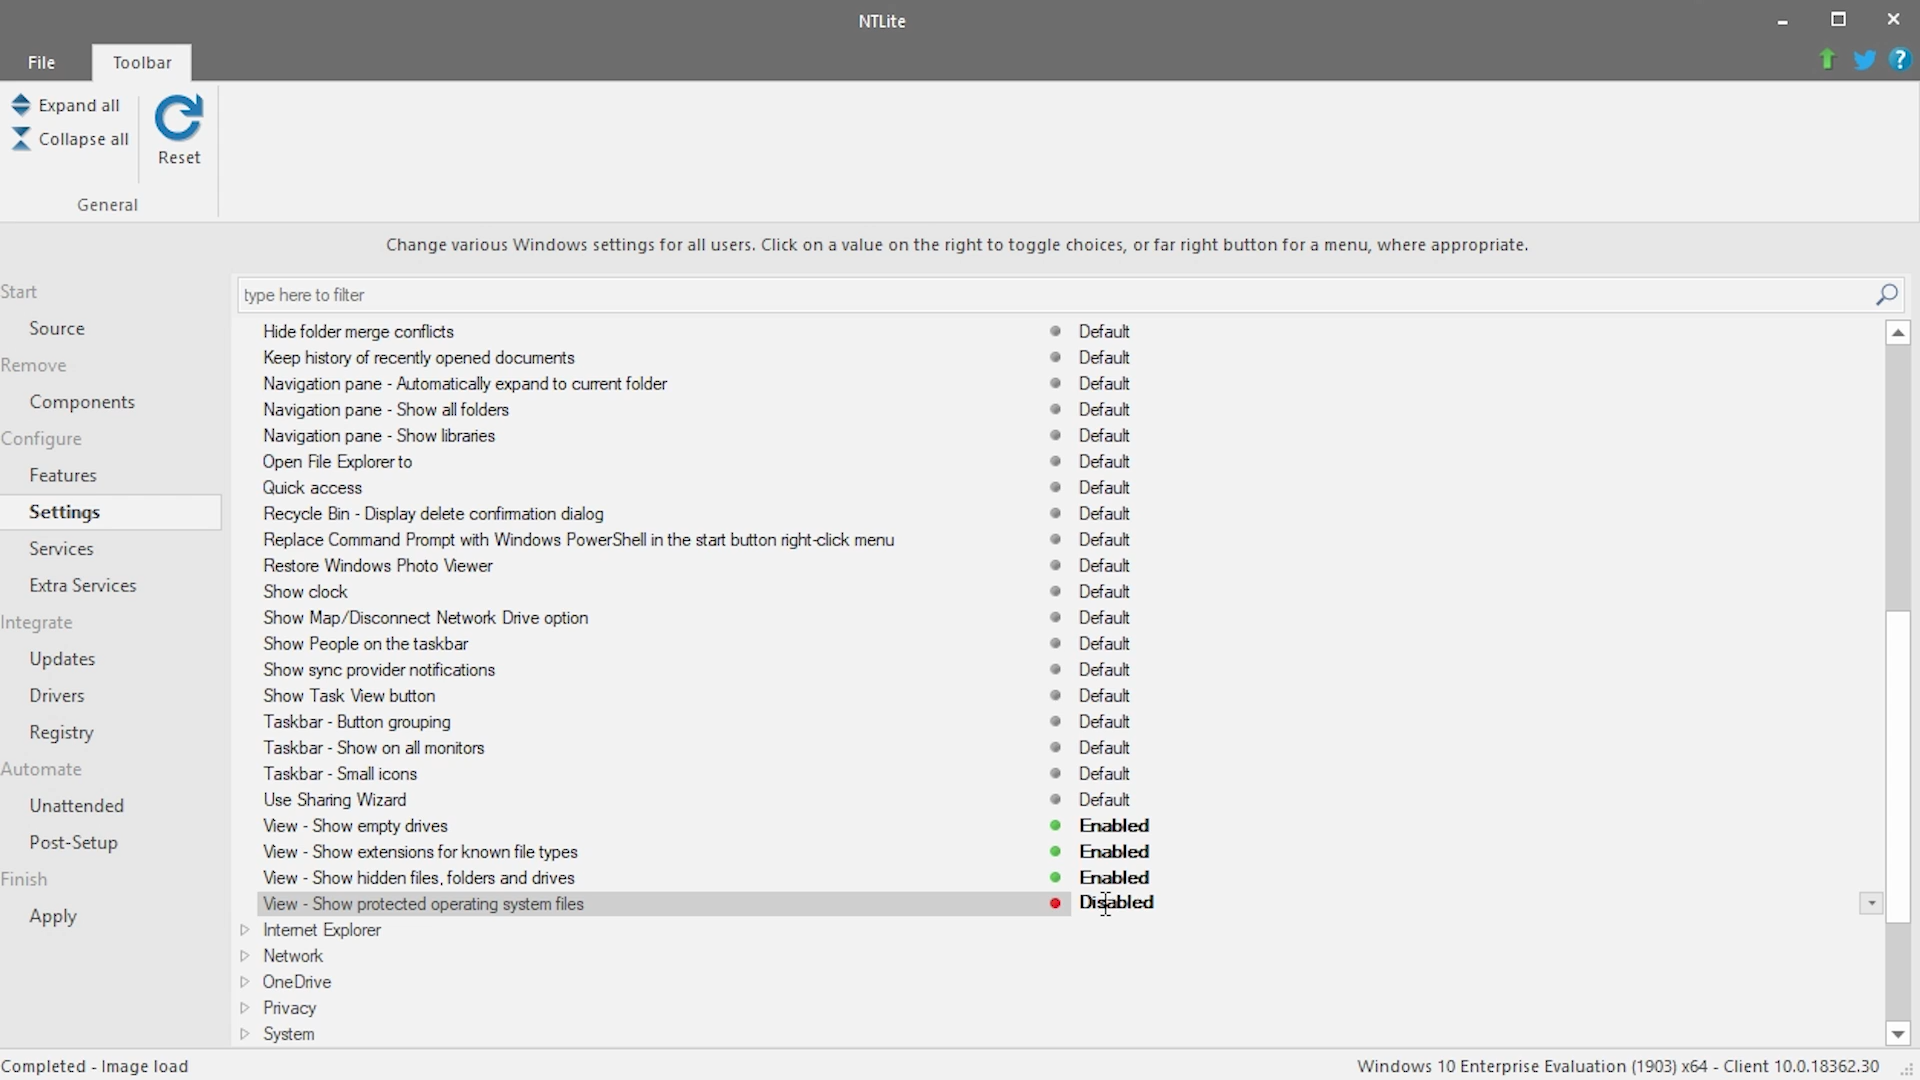 NTLite
File
Toolbar
Expand all
Collapse all
Reset
General
Change various Windows settings for all users. Click on a value on the right to toggle choices, or far right button for a menu, where appropriate.
Start
Source
Remove
Components
Configure
Features
Settings
Services
Extra Services
Integrate
Updates
Drivers
Registry
Automate
Unattended
Post-Setup
Finish
Apply
type here to filter
Hide folder merge conflicts Default
Keep history of recently opened documents Default
Navigation pane - Automatically expand to current folder Default
Navigation pane - Show all folders Default
Navigation pane - Show libraries Default
Open File Explorer to Default
Quick access Default
Recycle Bin - Display delete confirmation dialog Default
Replace Command Prompt with Windows PowerShell in the start button right-click menu Default
Restore Windows Photo Viewer Default
Show clock Default
Show Map/Disconnect Network Drive option Default
Show People on the taskbar Default
Show sync provider notifications Default
Show Task View button Default
Taskbar - Button grouping Default
Taskbar - Show on all monitors Default
Taskbar - Small icons Default
Use Sharing Wizard Default
View - Show empty drives Enabled
View - Show extensions for known file types Enabled
View - Show hidden files, folders and drives Enabled
View - Show protected operating system files Disabled
Internet Explorer
Network
OneDrive
Privacy
System
Completed - Image load
Windows 10 Enterprise Evaluation (1903) x64 - Client 10.0.18362.30